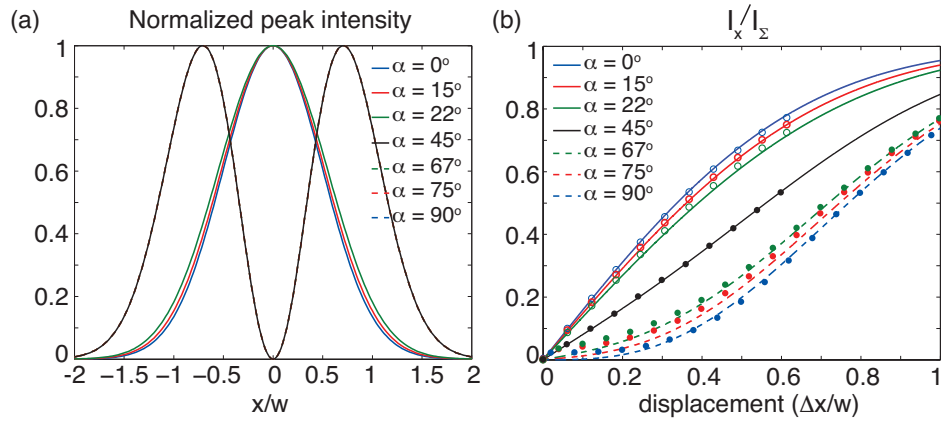 (a) Normalized peak intensity
1
0.8
0.6
0.4
0.2
0
-2 −1.5 −1 −0.5 0 0.5 1 1.5 2
x/w
α = 0º
α = 15º
α = 22º
α = 45º
α = 67º
α = 75º
α = 90º
(b) Iₓ/I_Σ
1
0.8
0.6
0.4
0.2
0
0 0.2 0.4 0.6 0.8 1
displacement (Δx/w)
α = 0º
α = 15º
α = 22º
α = 45º
α = 67º
α = 75º
α = 90º